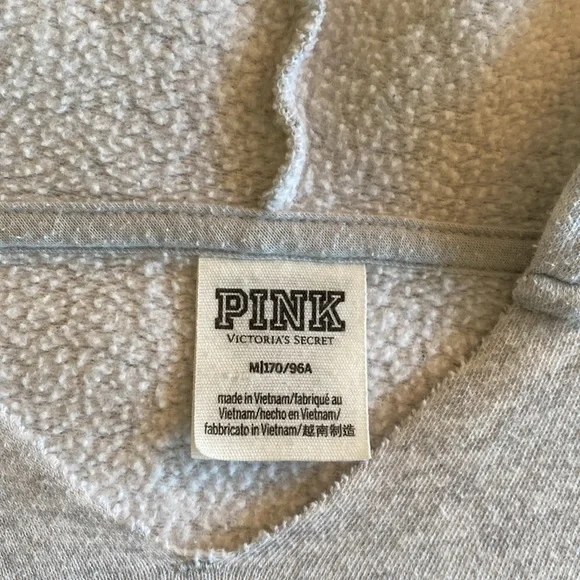 PINK
VICTORIA'S SECRET
M|170/96A
made in Vietnam/fabriqué au
Vietnam/hecho en Vietnam/
fabbricato in Vietnam/越南制造